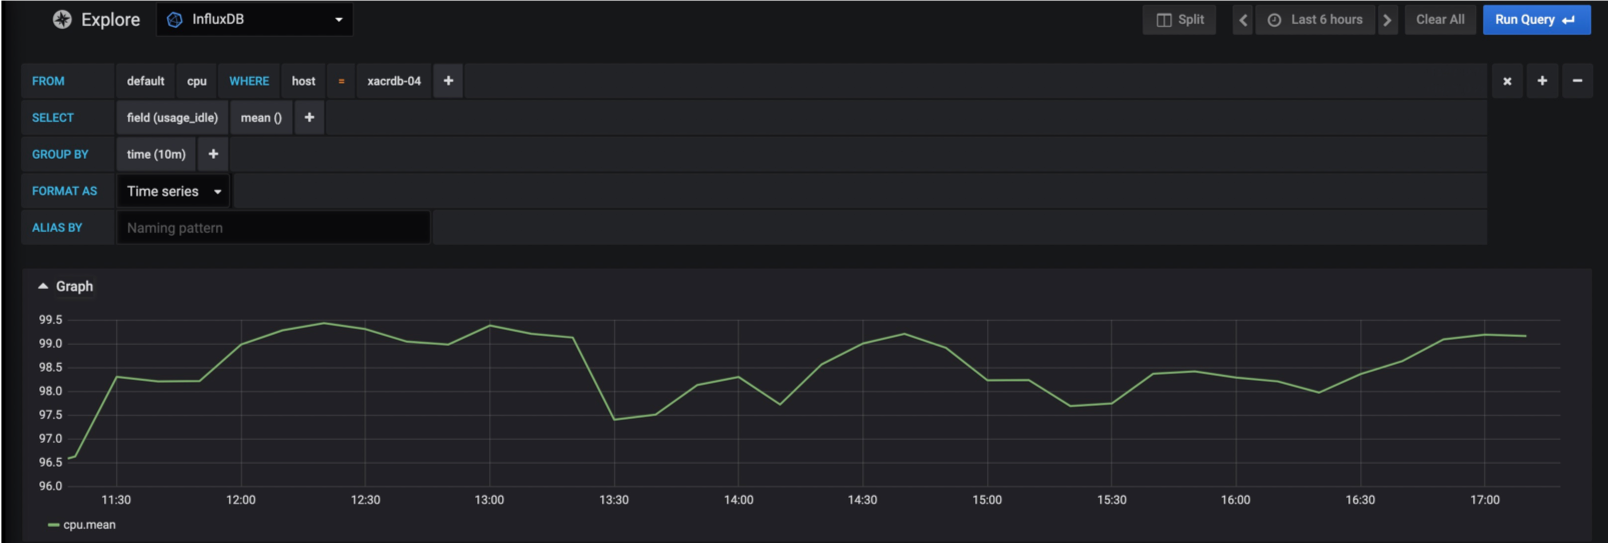 Explore InfluxDB Split Last 6 hours Clear All Run Query
FROM default cpu WHERE host = xacrdb-04 +
SELECT field (usage_idle) mean () +
GROUP BY time (10m) +
FORMAT AS Time series
ALIAS BY Naming pattern
Graph
99.5
99.0
98.5
98.0
97.5
97.0
96.5
96.0
11:30 12:00 12:30 13:00 13:30 14:00 14:30 15:00 15:30 16:00 16:30 17:00
cpu.mean